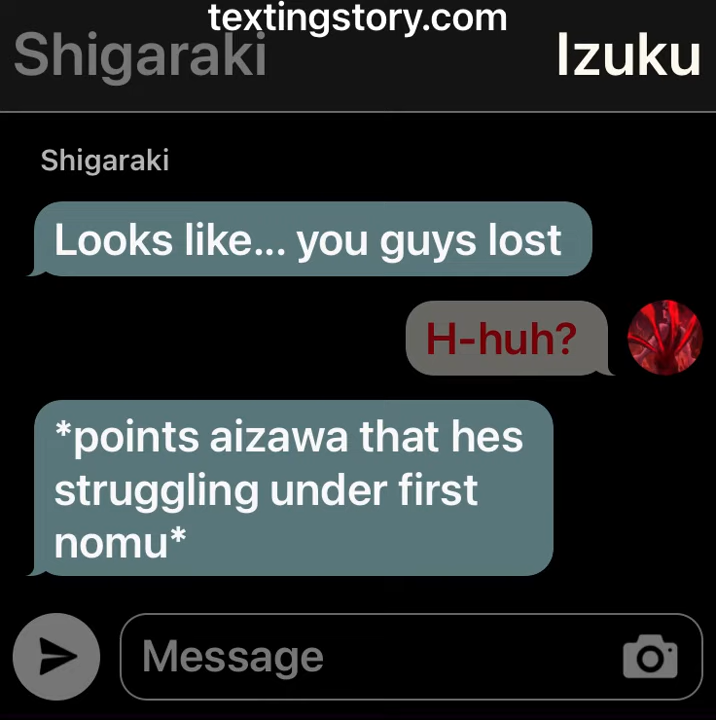 textingstory.com
Shigaraki
Izuku
Shigaraki
Looks like... you guys lost
H-huh?
*points aizawa that hes
struggling under first
nomu*
Message